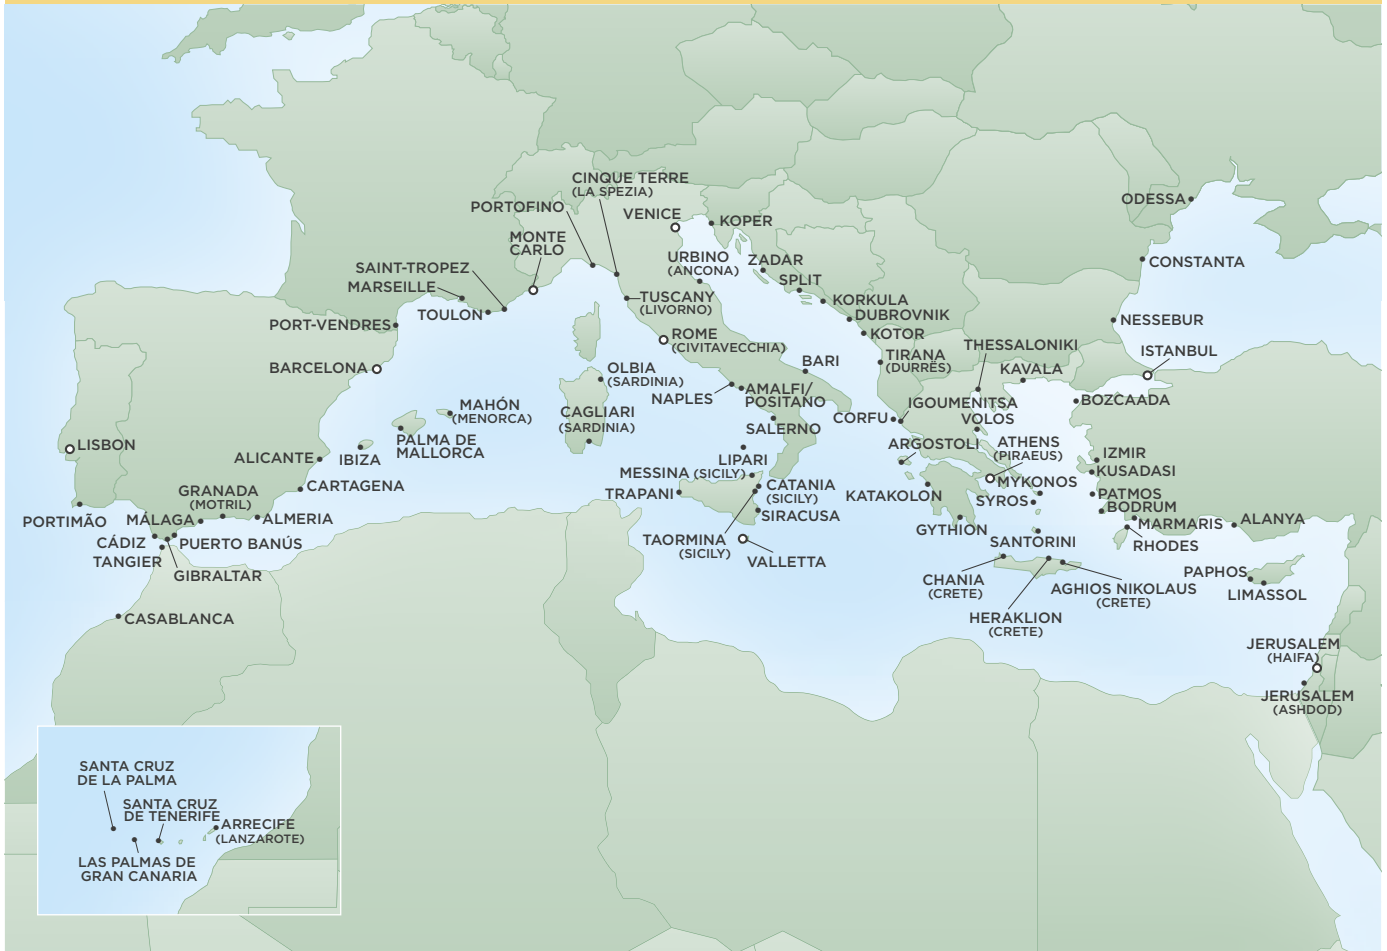 CINQUE TERRE
(LA SPEZIA)
PORTOFINO
VENICE
KOPER
ODESSA
MONTE
CARLO
URBINO
(ANCONA)
ZADAR
SAINT-TROPEZ
MARSEILLE
SPLIT
CONSTANTA
TUSCANY
(LIVORNO)
KORKULA
TOULON
DUBROVNIK
NESSEBUR
PORT-VENDRES
ROME
(CIVITAVECCHIA)
KOTOR
THESSALONIKI
ISTANBUL
BARCELONA
OLBIA
(SARDINIA)
BARI
TIRANA
(DURRËS)
KAVALA
NAPLES
AMALFI/
POSITANO
BOZCAADA
MAHÓN
(MENORCA)
CAGLIARI
(SARDINIA)
SALERNO
CORFU
IGOUMENITSA
VOLOS
LISBON
PALMA DE
MALLORCA
IBIZA
ALICANTE
LIPARI
ARGOSTOLI
ATHENS
(PIRAEUS)
IZMIR
KUSADASI
MESSINA (SICILY)
CARTAGENA
GRANADA
(MOTRIL)
TRAPANI
CATANIA
(SICILY)
KATAKOLON
MYKONOS
SYROS
PATMOS
BODRUM
PORTIMÃO
MÁLAGA
ALMERIA
SIRACUSA
GYTHION
MARMARIS
ALANYA
CÁDIZ
PUERTO BANÚS
TAORMINA
(SICILY)
SANTORINI
RHODES
TANGIER
GIBRALTAR
VALLETTA
CHANIA
(CRETE)
AGHIOS NIKOLAUS
(CRETE)
PAPHOS
LIMASSOL
CASABLANCA
HERAKLION
(CRETE)
JERUSALEM
(HAIFA)
JERUSALEM
(ASHDOD)
SANTA CRUZ
DE LA PALMA
SANTA CRUZ
DE TENERIFE
ARRECIFE
(LANZAROTE)
LAS PALMAS DE
GRAN CANARIA